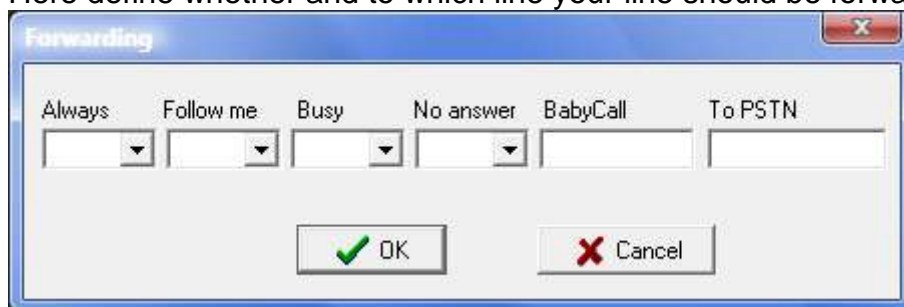 Here define whether and to which line your line should be forwa
Forwarding
Always Follow me Busy No answer BabyCall To PSTN
OK Cancel